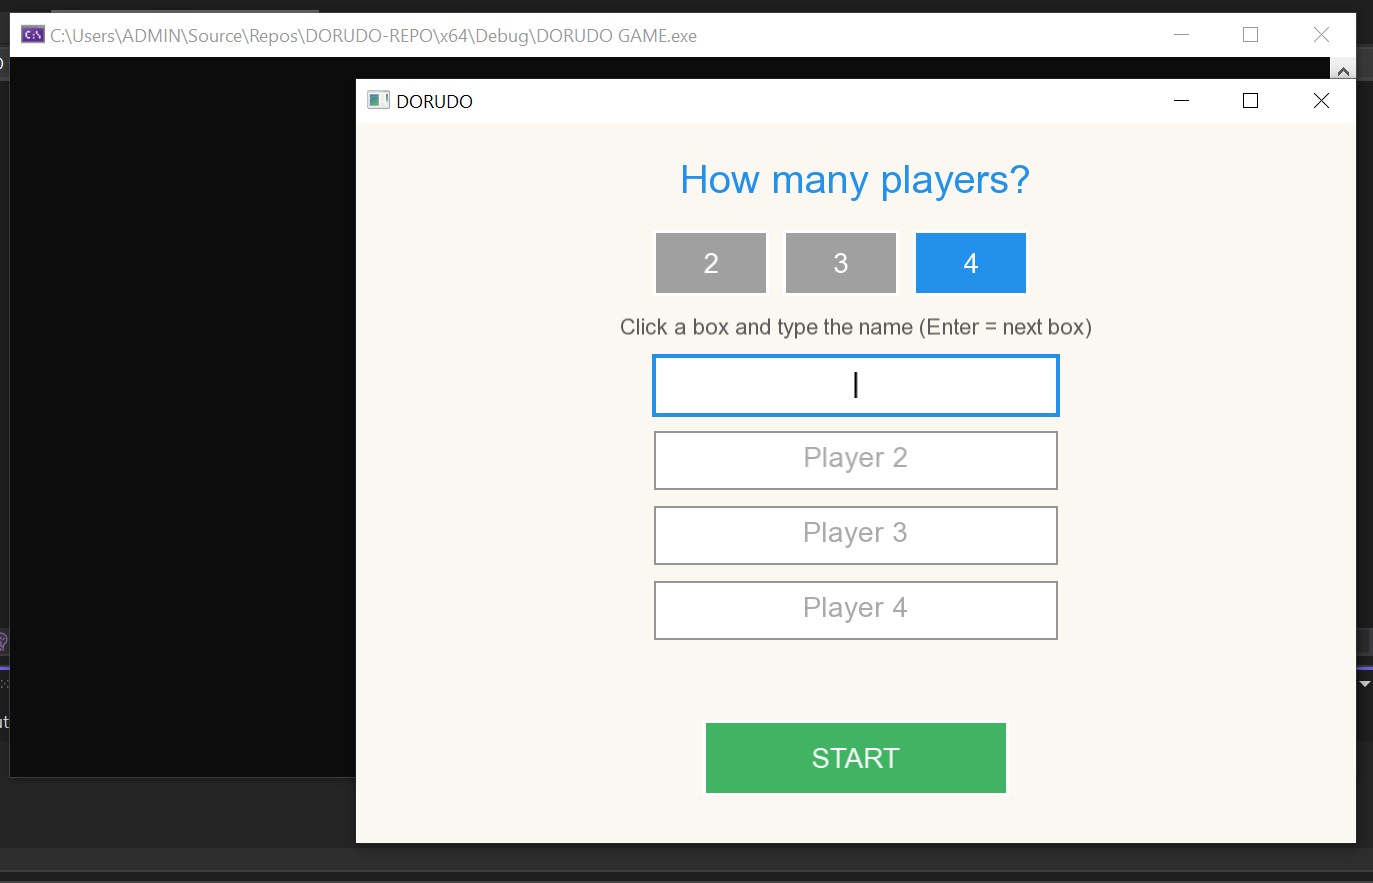 C:\Users\ADMIN\Source\Repos\DORUDO-REPO\x64\Debug\DORUDO GAME.exe
DORUDO
How many players?
2 3 4
Click a box and type the name (Enter = next box)
Player 2
Player 3
Player 4
START